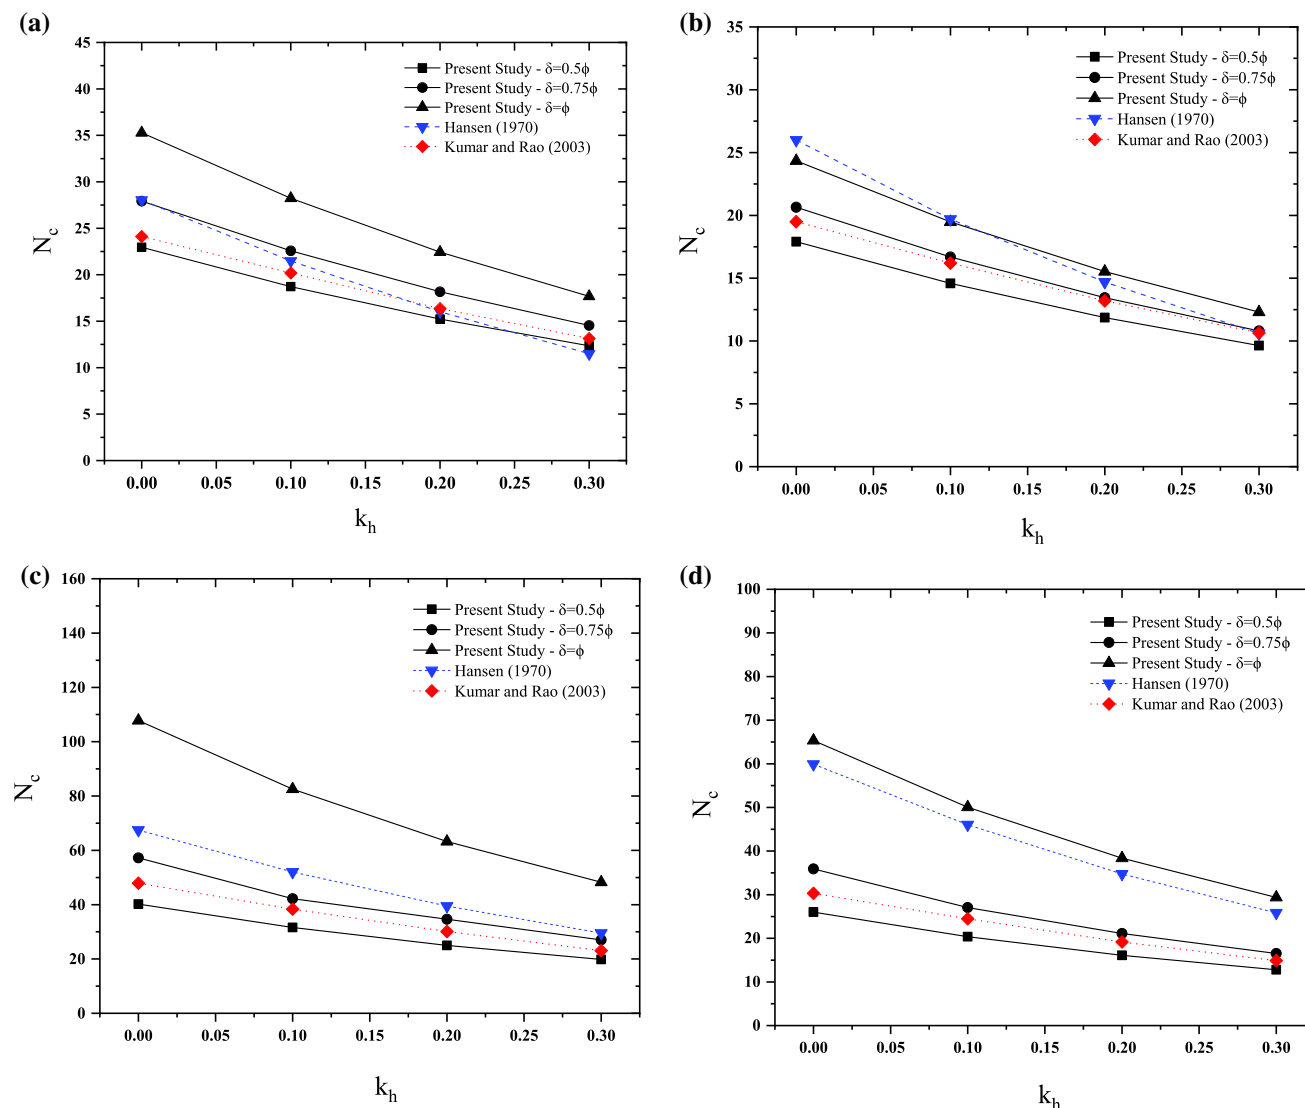 (a)
45
40
35
30
25
20
15
10
5
0
N_c
Present Study - δ=0.5ϕ
Present Study - δ=0.75ϕ
Present Study - δ=ϕ
Hansen (1970)
Kumar and Rao (2003)
0.00 0.05 0.10 0.15 0.20 0.25 0.30
k_h
(b)
35
30
25
20
15
10
5
0
N_c
Present Study - δ=0.5ϕ
Present Study - δ=0.75ϕ
Present Study - δ=ϕ
Hansen (1970)
Kumar and Rao (2003)
0.00 0.05 0.10 0.15 0.20 0.25 0.30
k_h
(c)
160
140
120
100
80
60
40
20
0
N_c
Present Study - δ=0.5ϕ
Present Study - δ=0.75ϕ
Present Study - δ=ϕ
Hansen (1970)
Kumar and Rao (2003)
0.00 0.05 0.10 0.15 0.20 0.25 0.30
k_h
(d)
100
90
80
70
60
50
40
30
20
10
0
N_c
Present Study - δ=0.5ϕ
Present Study - δ=0.75ϕ
Present Study - δ=ϕ
Hansen (1970)
Kumar and Rao (2003)
0.00 0.05 0.10 0.15 0.20 0.25 0.30
k_h